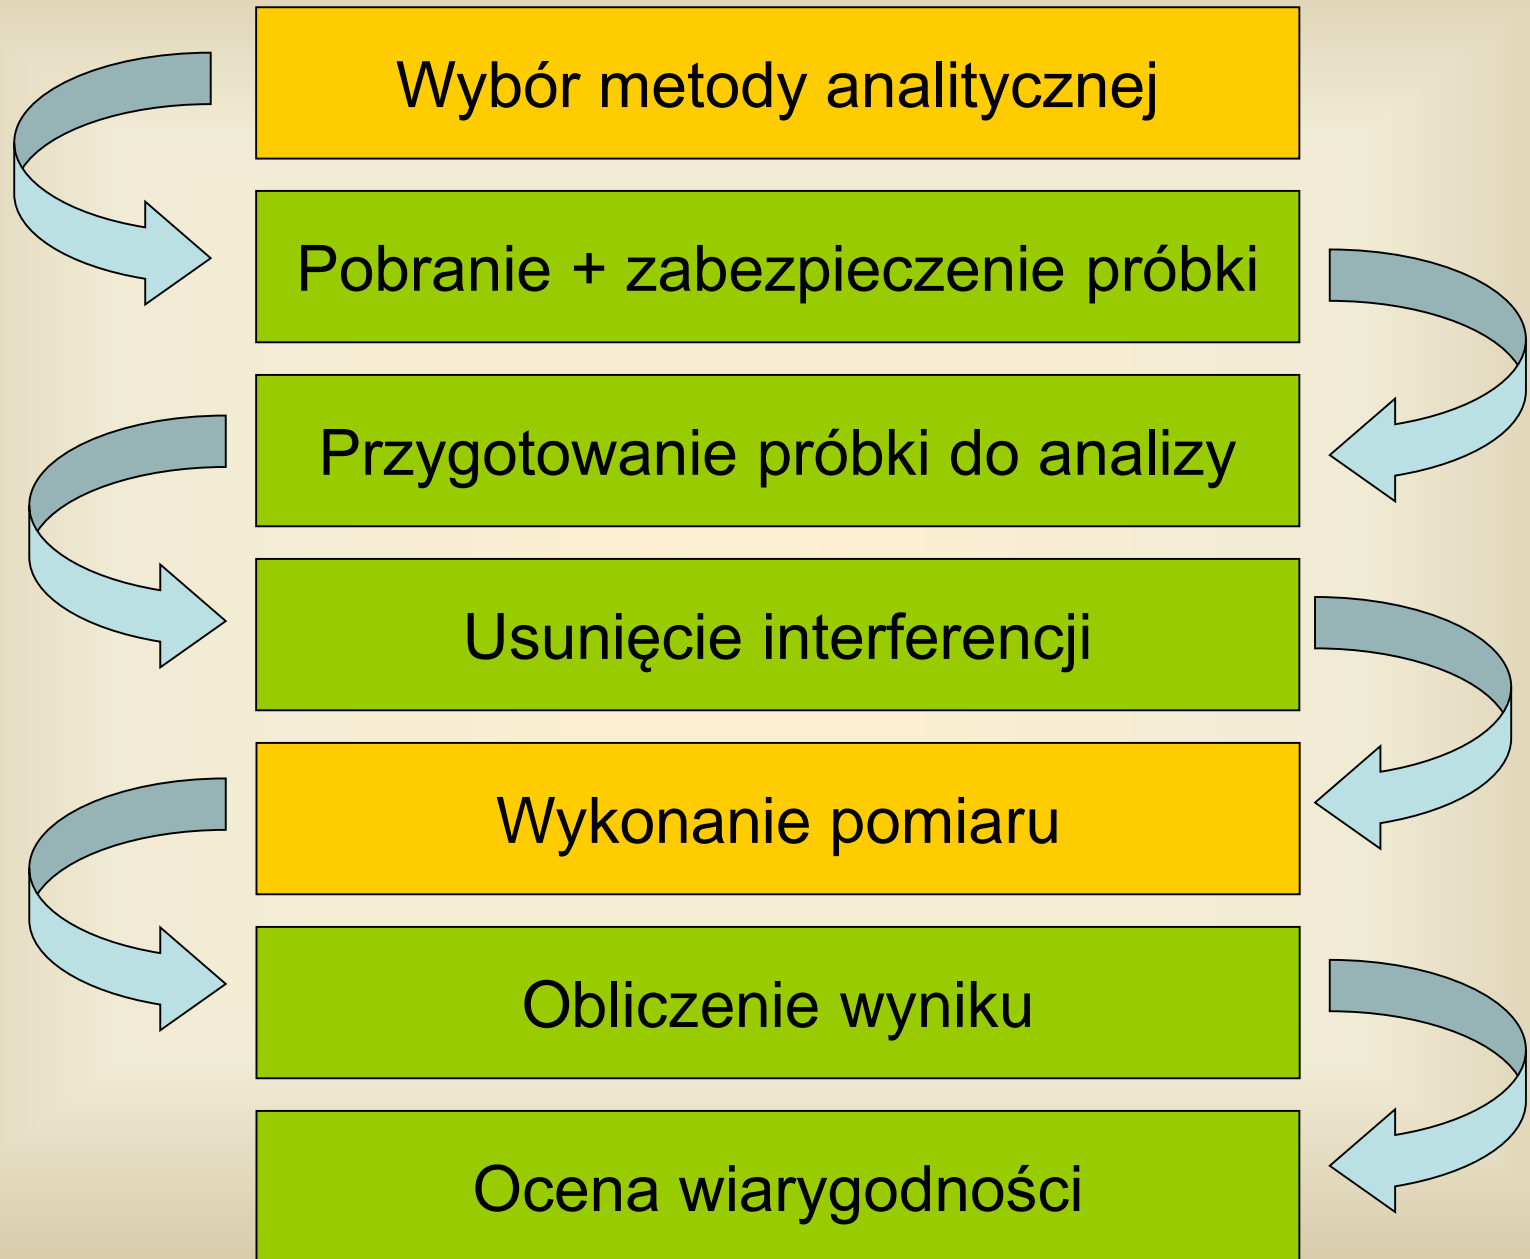 Wybór metody analitycznej
Pobranie + zabezpieczenie próbki
Przygotowanie próbki do analizy
Usunięcie interferencji
Wykonanie pomiaru
Obliczenie wyniku
Ocena wiarygodności